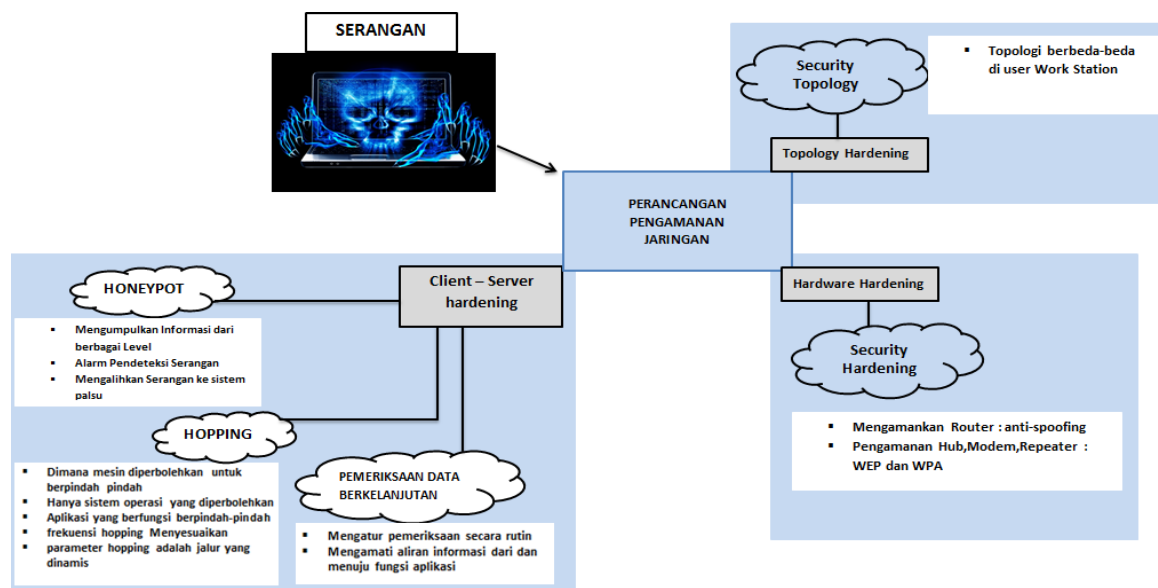 SERANGAN
Security
Topology
▪ Topologi berbeda-beda
di user Work Station
Topology Hardening
PERANCANGAN
PENGAMANAN
JARINGAN
Client – Server
hardening
Hardware Hardening
HONEYPOT
▪ Mengumpulkan Informasi dari
berbagai Level
▪ Alarm Pendeteksi Serangan
▪ Mengalihkan Serangan ke sistem
palsu
Security
Hardening
▪ Mengamankan Router : anti-spoofing
▪ Pengamanan Hub,Modem,Repeater :
WEP dan WPA
HOPPING
▪ Dimana mesin diperbolehkan untuk
berpindah pindah
▪ Hanya sistem operasi yang diperbolehkan
▪ Aplikasi yang berfungsi berpindah-pindah
▪ frekuensi hopping Menyesuaikan
▪ parameter hopping adalah jalur yang
dinamis
PEMERIKSAAN DATA
BERKELANJUTAN
▪ Mengatur pemeriksaan secara rutin
▪ Mengamati aliran informasi dari dan
menuju fungsi aplikasi